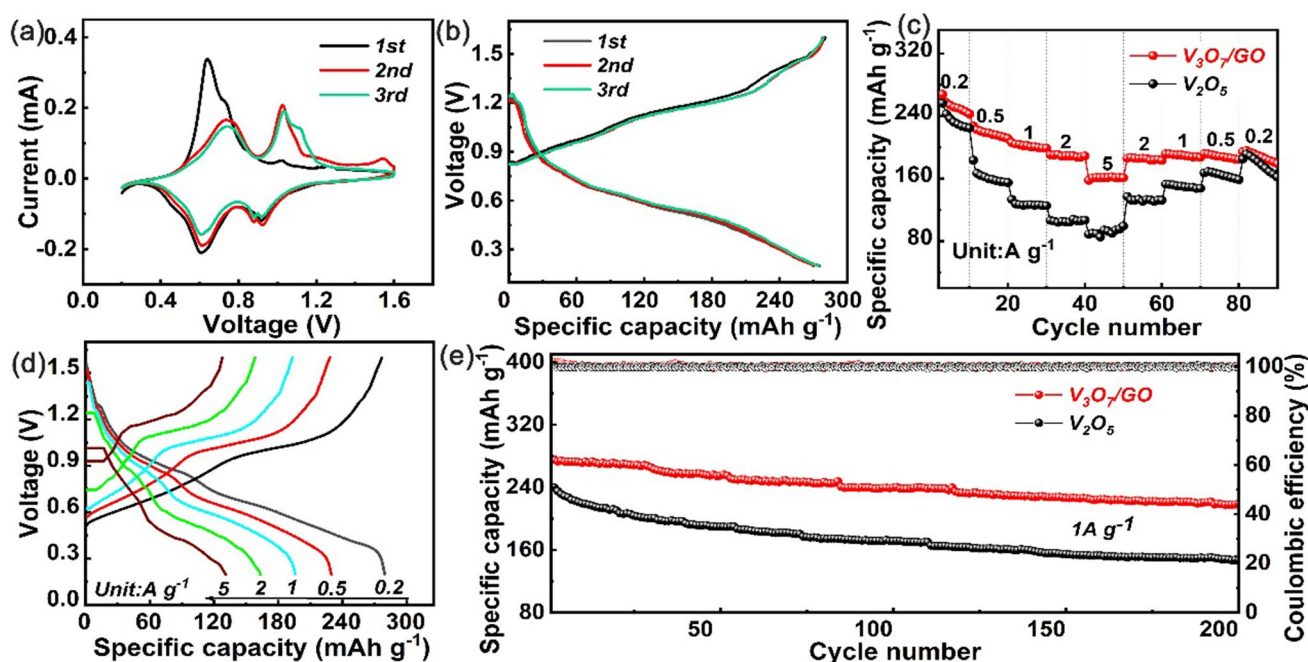 (a)
1st
2nd
3rd
0.4
0.2
0.0
-0.2
Current (mA)
0.0 0.4 0.8 1.2 1.6
Voltage (V)
(b)
1st
2nd
3rd
1.5
1.2
0.9
0.6
0.3
Voltage (V)
0 60 120 180 240 300
Specific capacity (mAh g⁻¹)
(c)
V₃O₇/GO
V₂O₅
320
240
160
80
Specific capacity (mAh g⁻¹)
0.2
0.5
1
2
5
2
1
0.5
0.2
Unit:A g⁻¹
20 40 60 80
Cycle number
(d)
1.5
1.2
0.9
0.6
0.3
0.0
Voltage (V)
Unit:A g⁻¹ 5 2 1 0.5 0.2
0 60 120 180 240 300
Specific capacity (mAh g⁻¹)
(e)
V₃O₇/GO
V₂O₅
400
320
240
160
80
Specific capacity (mAh g⁻¹)
1A g⁻¹
100
80
60
40
20
0
Coulombic efficiency (%)
50 100 150 200
Cycle number